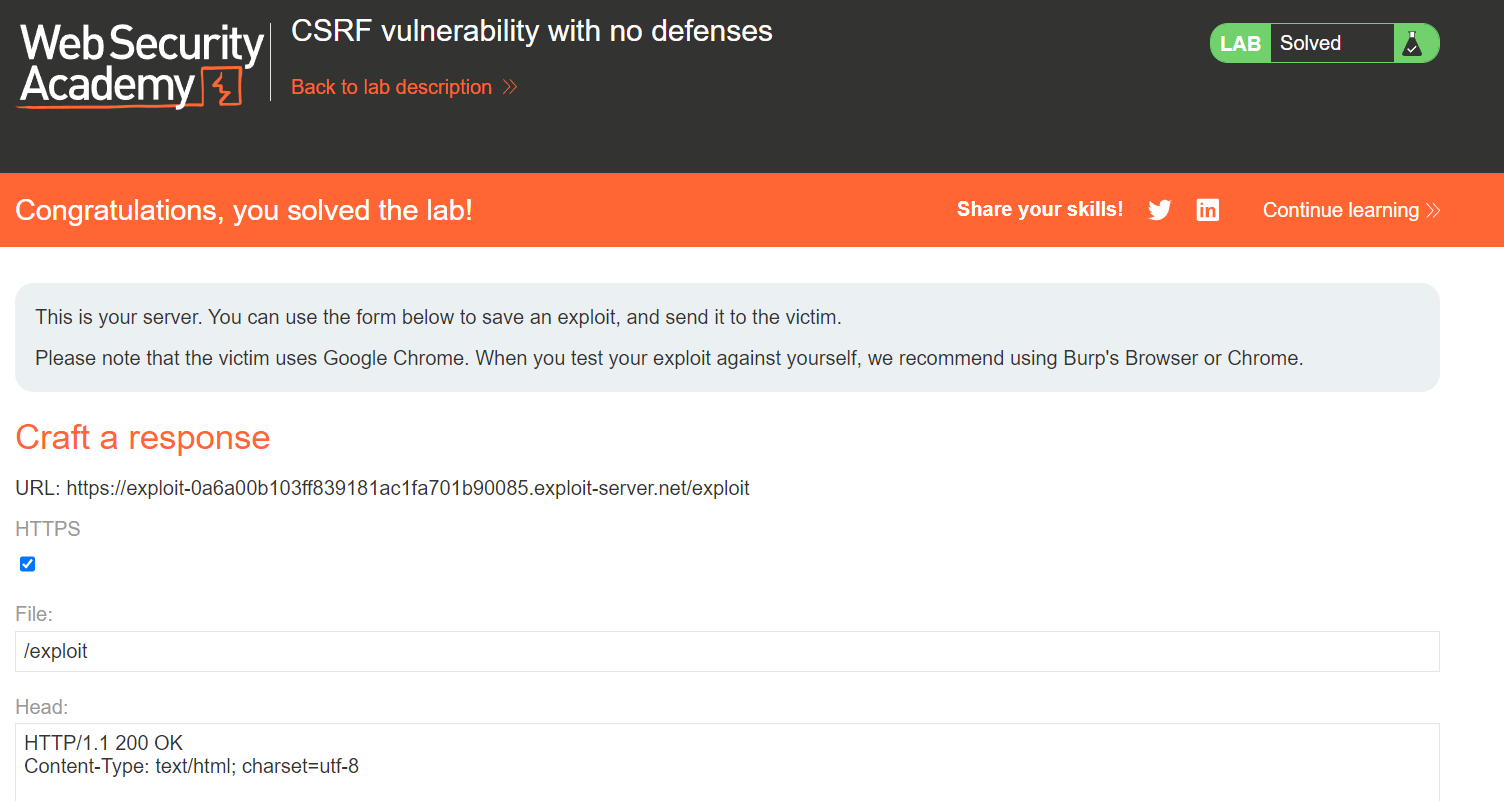 Web Security
Academy
CSRF vulnerability with no defenses
Back to lab description
LAB Solved
Congratulations, you solved the lab!
Share your skills!
Continue learning
This is your server. You can use the form below to save an exploit, and send it to the victim.
Please note that the victim uses Google Chrome. When you test your exploit against yourself, we recommend using Burp's Browser or Chrome.
Craft a response
URL: https://exploit-0a6a00b103ff839181ac1fa701b90085.exploit-server.net/exploit
HTTPS
File:
/exploit
Head:
HTTP/1.1 200 OK
Content-Type: text/html; charset=utf-8